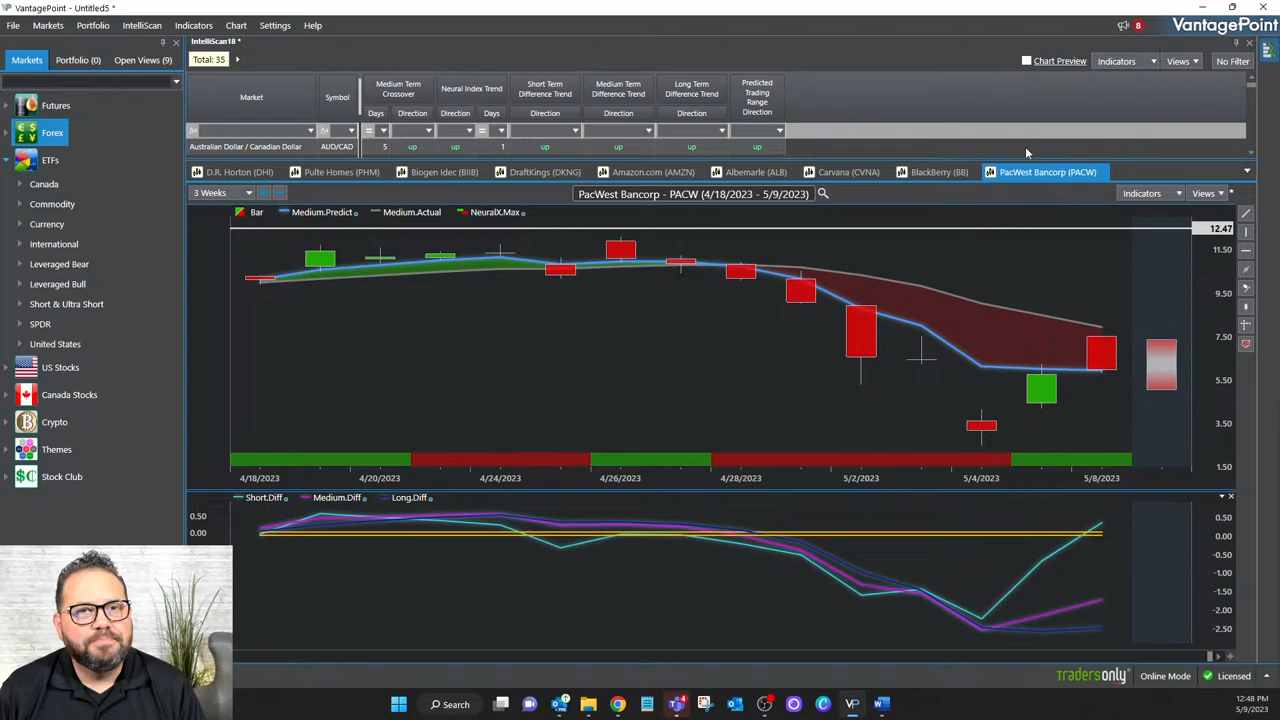 VantagePoint - Untitled5 *
File Markets Portfolio IntelliScan Indicators Chart Settings Help
8 VantagePoint
IntelliScan18 *
Markets Portfolio (0) Open Views (9)
Total: 35
Chart Preview Indicators Views No Filter
Market Symbol Medium Term Crossover Neural Index Trend Short Term Difference Trend Medium Term Difference Trend Long Term Difference Trend Predicted Trading Range Direction
Days Direction Direction Days Direction Direction Direction
Australian Dollar / Canadian Dollar AUD/CAD 5 up up 1 up up up up
D.R. Horton (DHI) Pulte Homes (PHM) Biogen Idec (BIIB) DraftKings (DKNG) Amazon.com (AMZN) Albemarle (ALB) Carvana (CVNA) BlackBerry (BB) PacWest Bancorp (PACW)
3 Weeks PacWest Bancorp - PACW (4/18/2023 - 5/9/2023) Indicators Views
Bar Medium.Predict Medium.Actual NeuralX.Max
Futures
Forex
ETFs
Canada
Commodity
Currency
International
Leveraged Bear
Leveraged Bull
Short & Ultra Short
SPDR
United States
US Stocks
Canada Stocks
Crypto
Themes
Stock Club
12.47
11.50
9.50
7.50
5.50
3.50
1.50
4/18/2023 4/20/2023 4/24/2023 4/26/2023 4/28/2023 5/2/2023 5/4/2023 5/8/2023
Short.Diff Medium.Diff Long.Diff
0.50
0.00
0.50
0.00
-0.50
-1.00
-1.50
-2.00
-2.50
tradersonly Online Mode Licensed
Search
4
VP
12:48 PM
5/9/2023